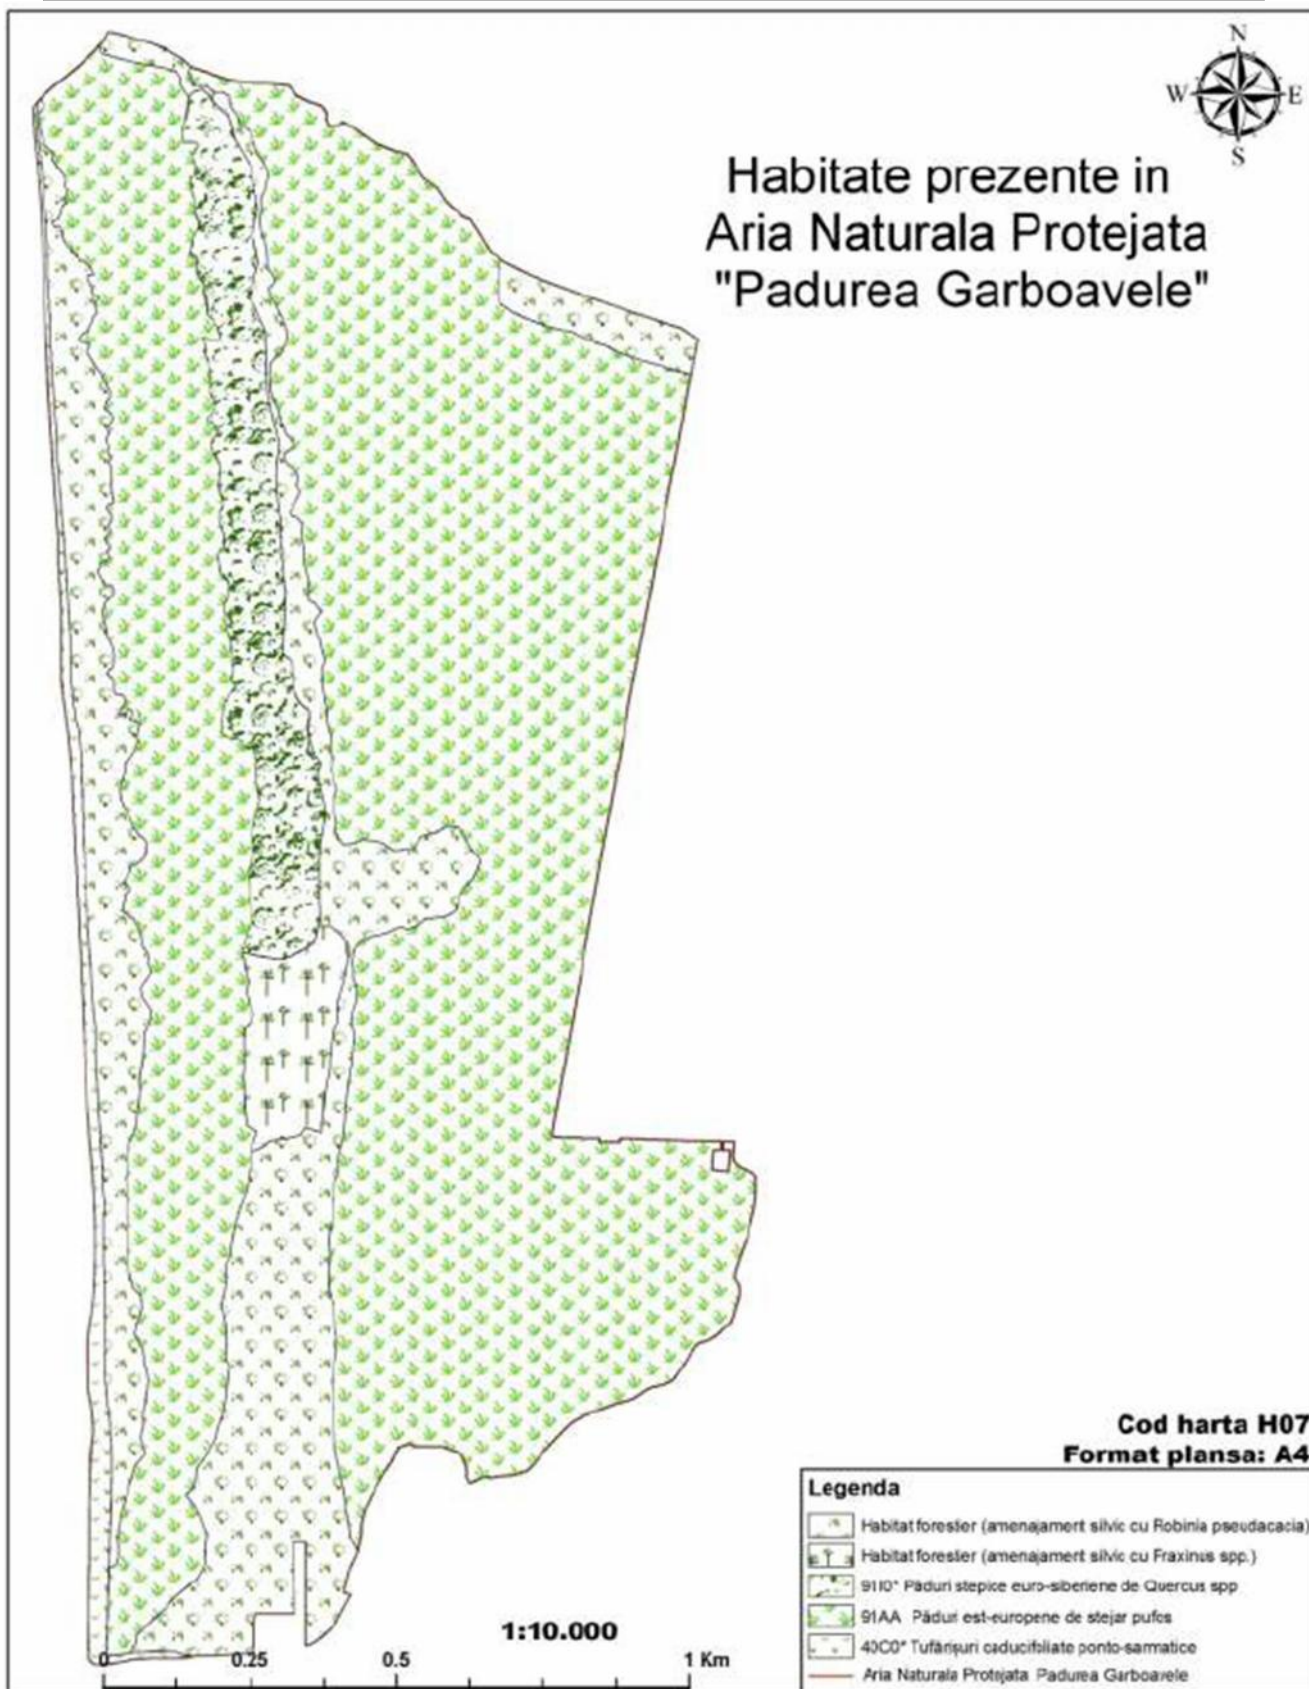 N
W E
S
Habitate prezente in
Aria Naturala Protejata
"Padurea Garboavele"
Cod harta H07
Format plansa: A4
Legenda
Habitat forestier (amenajament silvic cu Robinia pseudacacia)
Habitat forestier (amenajament silvic cu Fraxinus spp.)
91I0* Păduri stepice euro-siberiene de Quercus spp
91AA Păduri est-europene de stejar pufos
40C0* Tufărișuri caducifoliate ponto-sarmatice
Aria Naturala Protejata Padurea Garboavele
1:10.000
0 0.25 0.5 1 Km